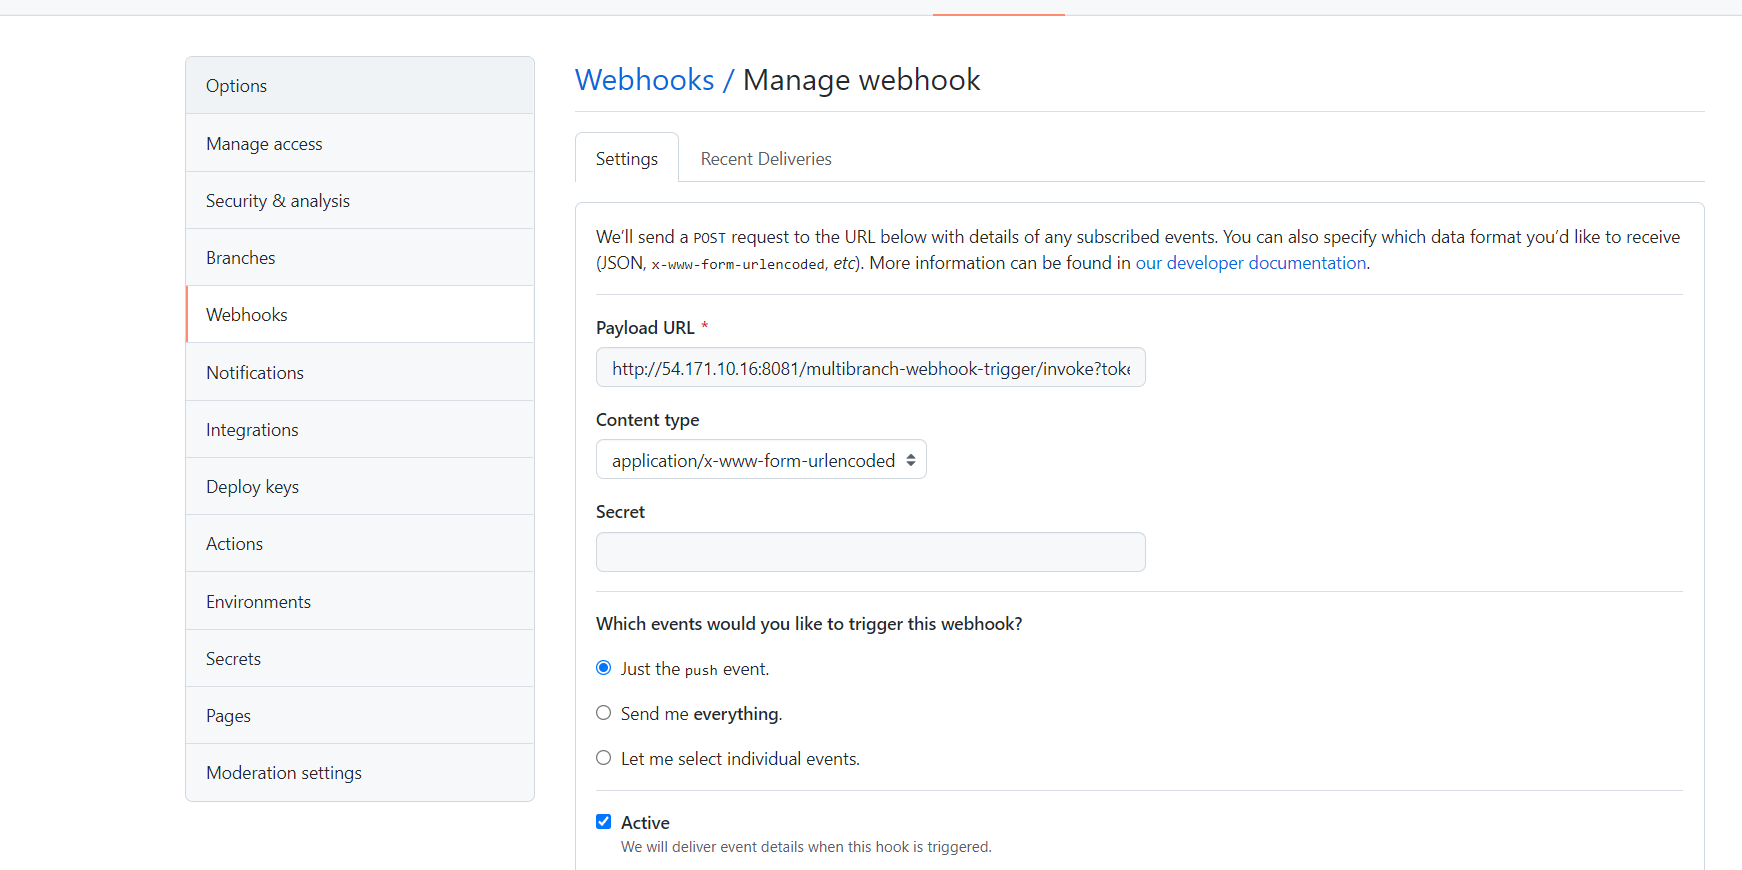 Options
Manage access
Security & analysis
Branches
Webhooks
Notifications
Integrations
Deploy keys
Actions
Environments
Secrets
Pages
Moderation settings
Webhooks / Manage webhook
Settings Recent Deliveries
We’ll send a POST request to the URL below with details of any subscribed events. You can also specify which data format you’d like to receive
(JSON, x-www-form-urlencoded, etc). More information can be found in our developer documentation.
Payload URL *
http://54.171.10.16:8081/multibranch-webhook-trigger/invoke?toke
Content type
application/x-www-form-urlencoded
Secret
Which events would you like to trigger this webhook?
Just the push event.
Send me everything.
Let me select individual events.
Active
We will deliver event details when this hook is triggered.